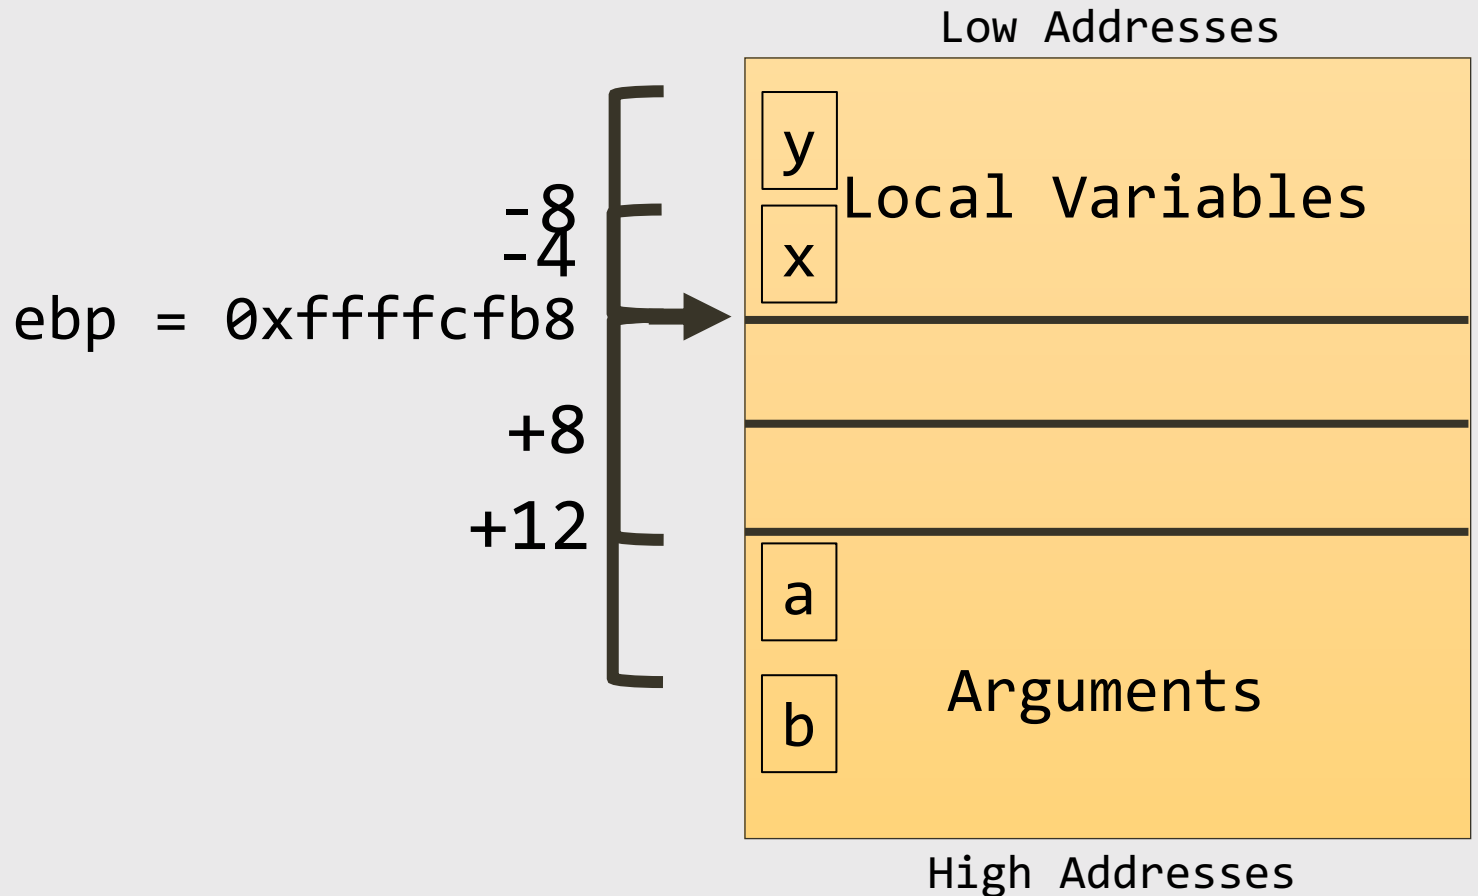 Low Addresses
y
Local Variables
-8
x
-4
ebp = 0xffffcfb8
+8
+12
a
Arguments
b
High Addresses